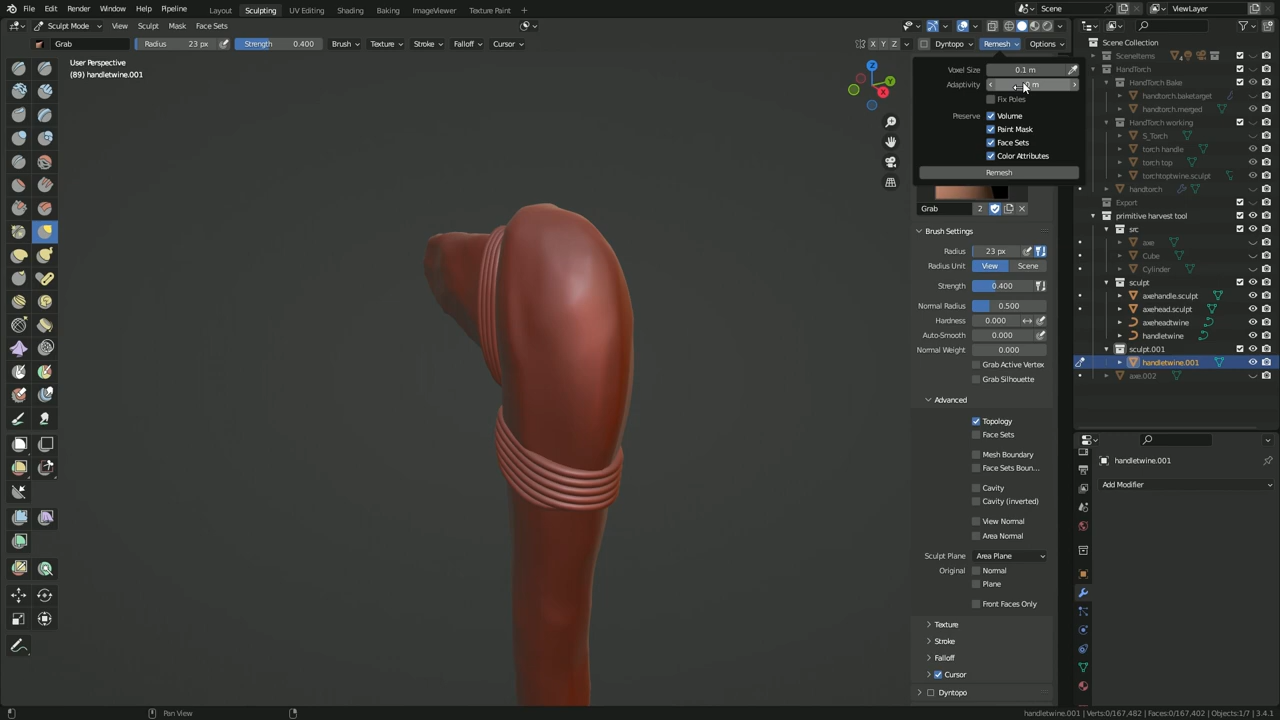 File Edit Render Window Help Layout Sculpting UV Editing Shading Baking ImageViewer Texture Paint + Scene ViewLayer
Sculpt Mode View Sculpt Mask Face Sets
Grab Radius 23 px Strength 0.400 Brush Texture Stroke Falloff Cursor X Y Z Dyntopo Remesh Options
User Perspective
(89) handletwine.001
Z
Y
X
Voxel Size 0.1 m
Adaptivity
Fix Poles
Preserve Volume
Paint Mask
Face Sets
Color Attributes
Remesh
Grab 2
Brush Settings
Radius 23 px
Radius Unit View Scene
Strength 0.400
Normal Radius 0.500
Hardness 0.000
Auto-Smooth 0.000
Normal Weight 0.000
Grab Active Vertex
Grab Silhouette
Advanced
Topology
Face Sets
Mesh Boundary
Face Sets Boun...
Cavity
Cavity (inverted)
View Normal
Area Normal
Sculpt Plane Area Plane
Original Normal
Plane
Front Faces Only
Texture
Stroke
Falloff
Cursor
Dyntopo
Scene Collection
SceneItems
HandTorch
HandTorch Bake
handtorch.baketarget
handtorch.merged
HandTorch working
S_Torch
torch handle
torch top
torchtoptwine.sculpt
handtorch
Export
primitive harvest tool
src
axe
Cube
Cylinder
sculpt
axehandle.sculpt
axehead.sculpt
axeheadtwine
handletwine
sculpt.001
handletwine.001
axe.002
handletwine.001
Add Modifier
Pan View
handletwine.001 | Verts:0/167,482 | Faces:0/167,402 | Objects:1/7 | 3.4.1